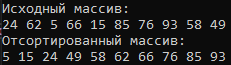 Исходный массив:
24 62 5 66 15 85 76 93 58 49
Отсортированный массив:
5 15 24 49 58 62 66 76 85 93